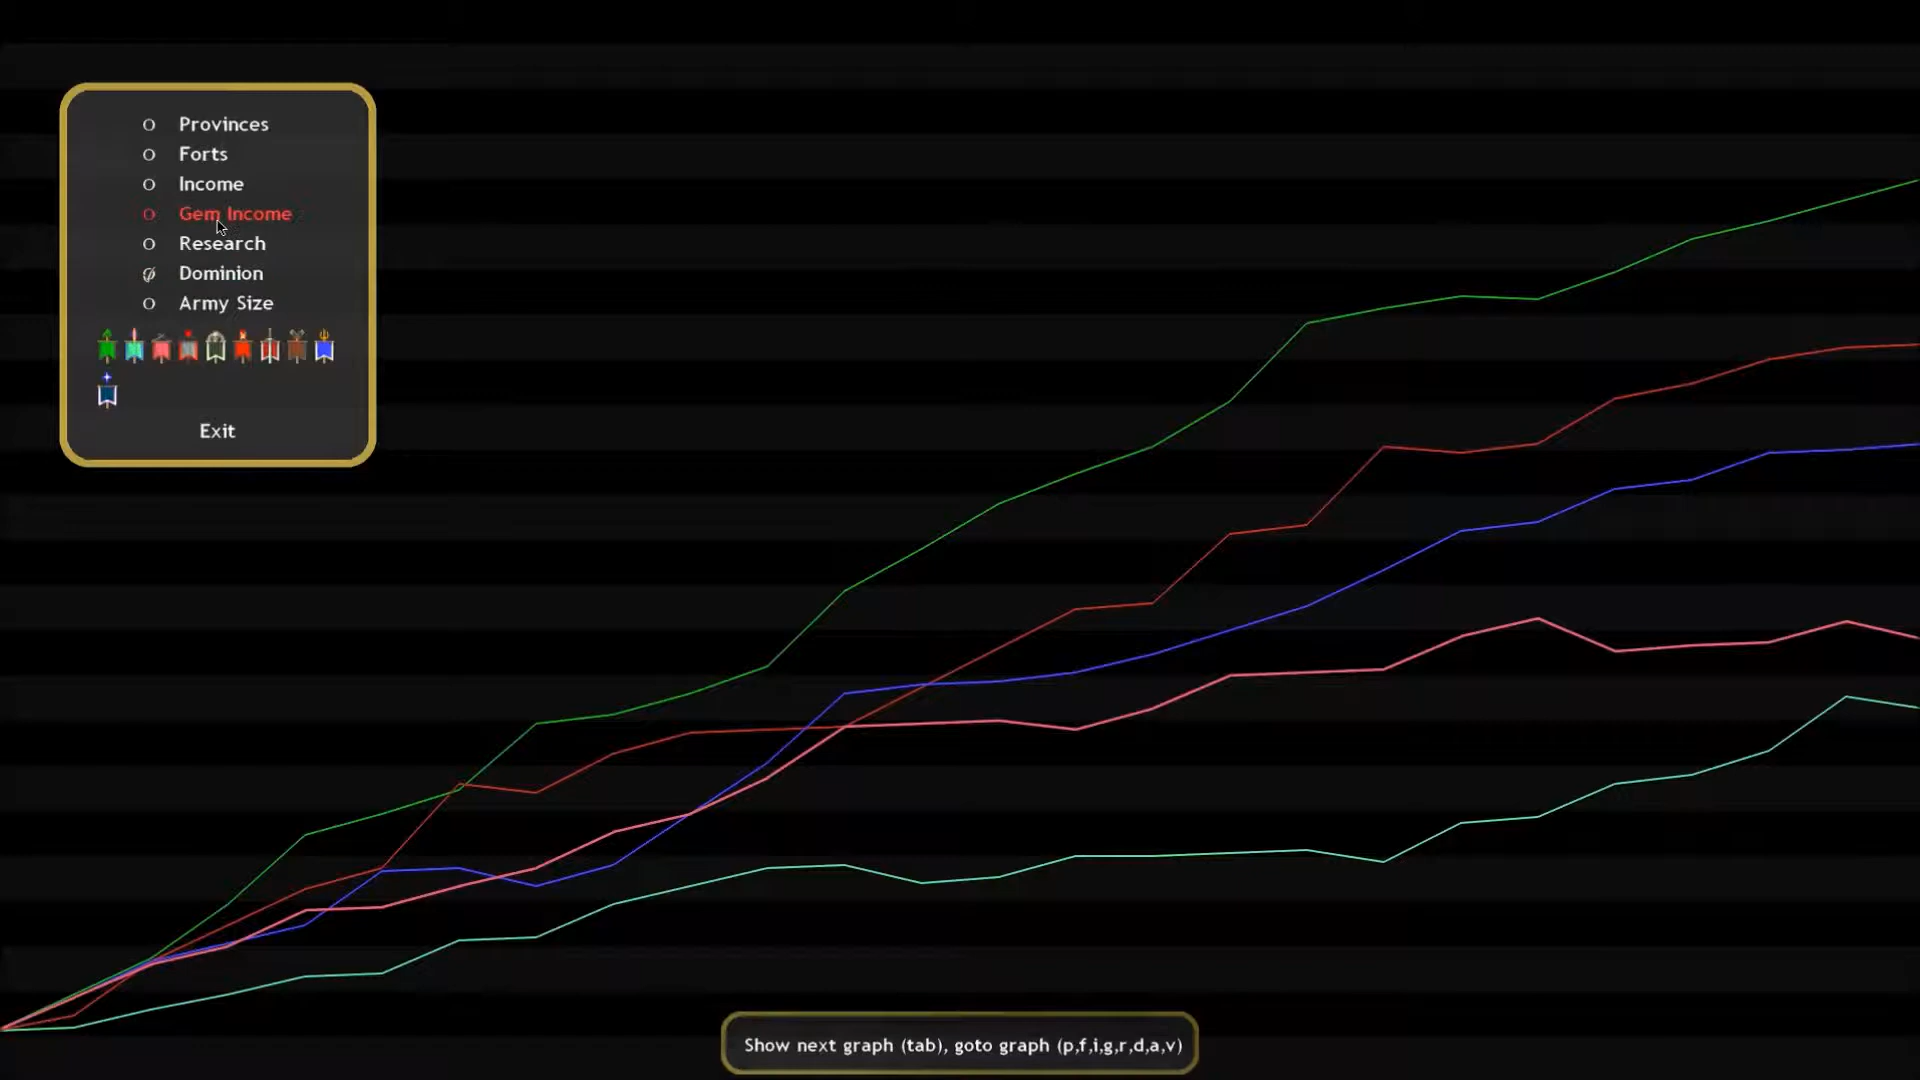 Provinces
Forts
Income
Gem Income
Research
Dominion
Army Size
Exit
Show next graph (tab), goto graph (p,f,i,g,r,d,a,v)